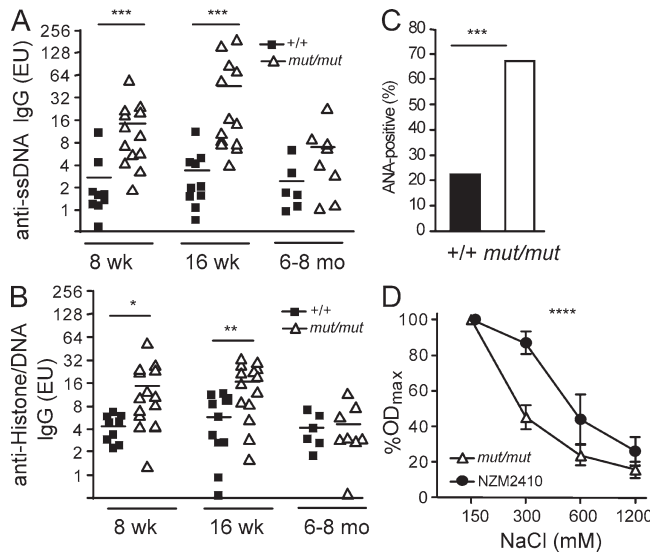 A
anti-ssDNA IgG (EU)
256
128
64
32
16
8
4
2
1
***
***
+/+
mut/mut
8 wk
16 wk
6-8 mo
B
anti-Histone/DNA
IgG (EU)
256
128
64
32
16
8
4
2
1
*
**
+/+
mut/mut
8 wk
16 wk
6-8 mo
C
ANA-positive (%)
80
70
60
50
40
30
20
10
0
***
+/+ mut/mut
D
%ODmax
100
80
60
40
20
0
****
mut/mut
NZM2410
150
300
600
1200
NaCl (mM)